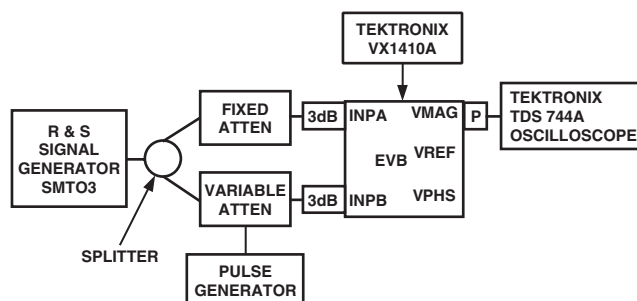 TEKTRONIX
VX1410A
R & S
SIGNAL
GENERATOR
SMTO3
SPLITTER
FIXED
ATTEN
VARIABLE
ATTEN
PULSE
GENERATOR
3dB
3dB
INPA
VMAG
EVB
VREF
INPB
VPHS
P
TEKTRONIX
TDS 744A
OSCILLOSCOPE